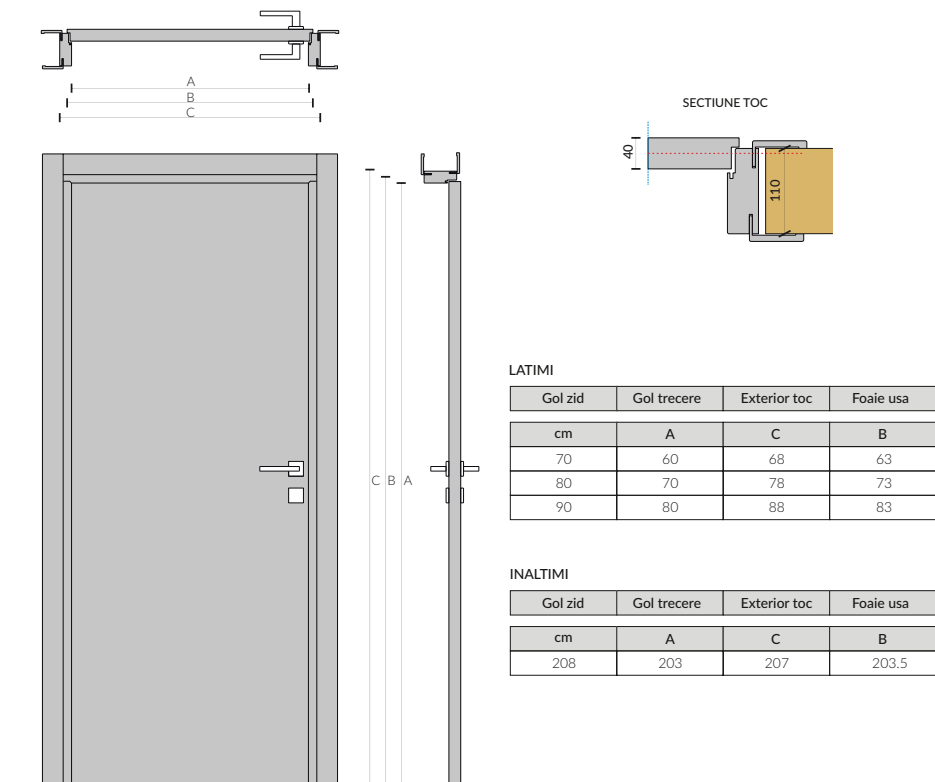 A
B
C
SECTIUNE TOC
40
110
C B A
LATIMI
Gol zid Gol trecere Exterior toc Foaie usa
cm A C B
70 60 68 63
80 70 78 73
90 80 88 83
INALTIMI
Gol zid Gol trecere Exterior toc Foaie usa
cm A C B
208 203 207 203.5